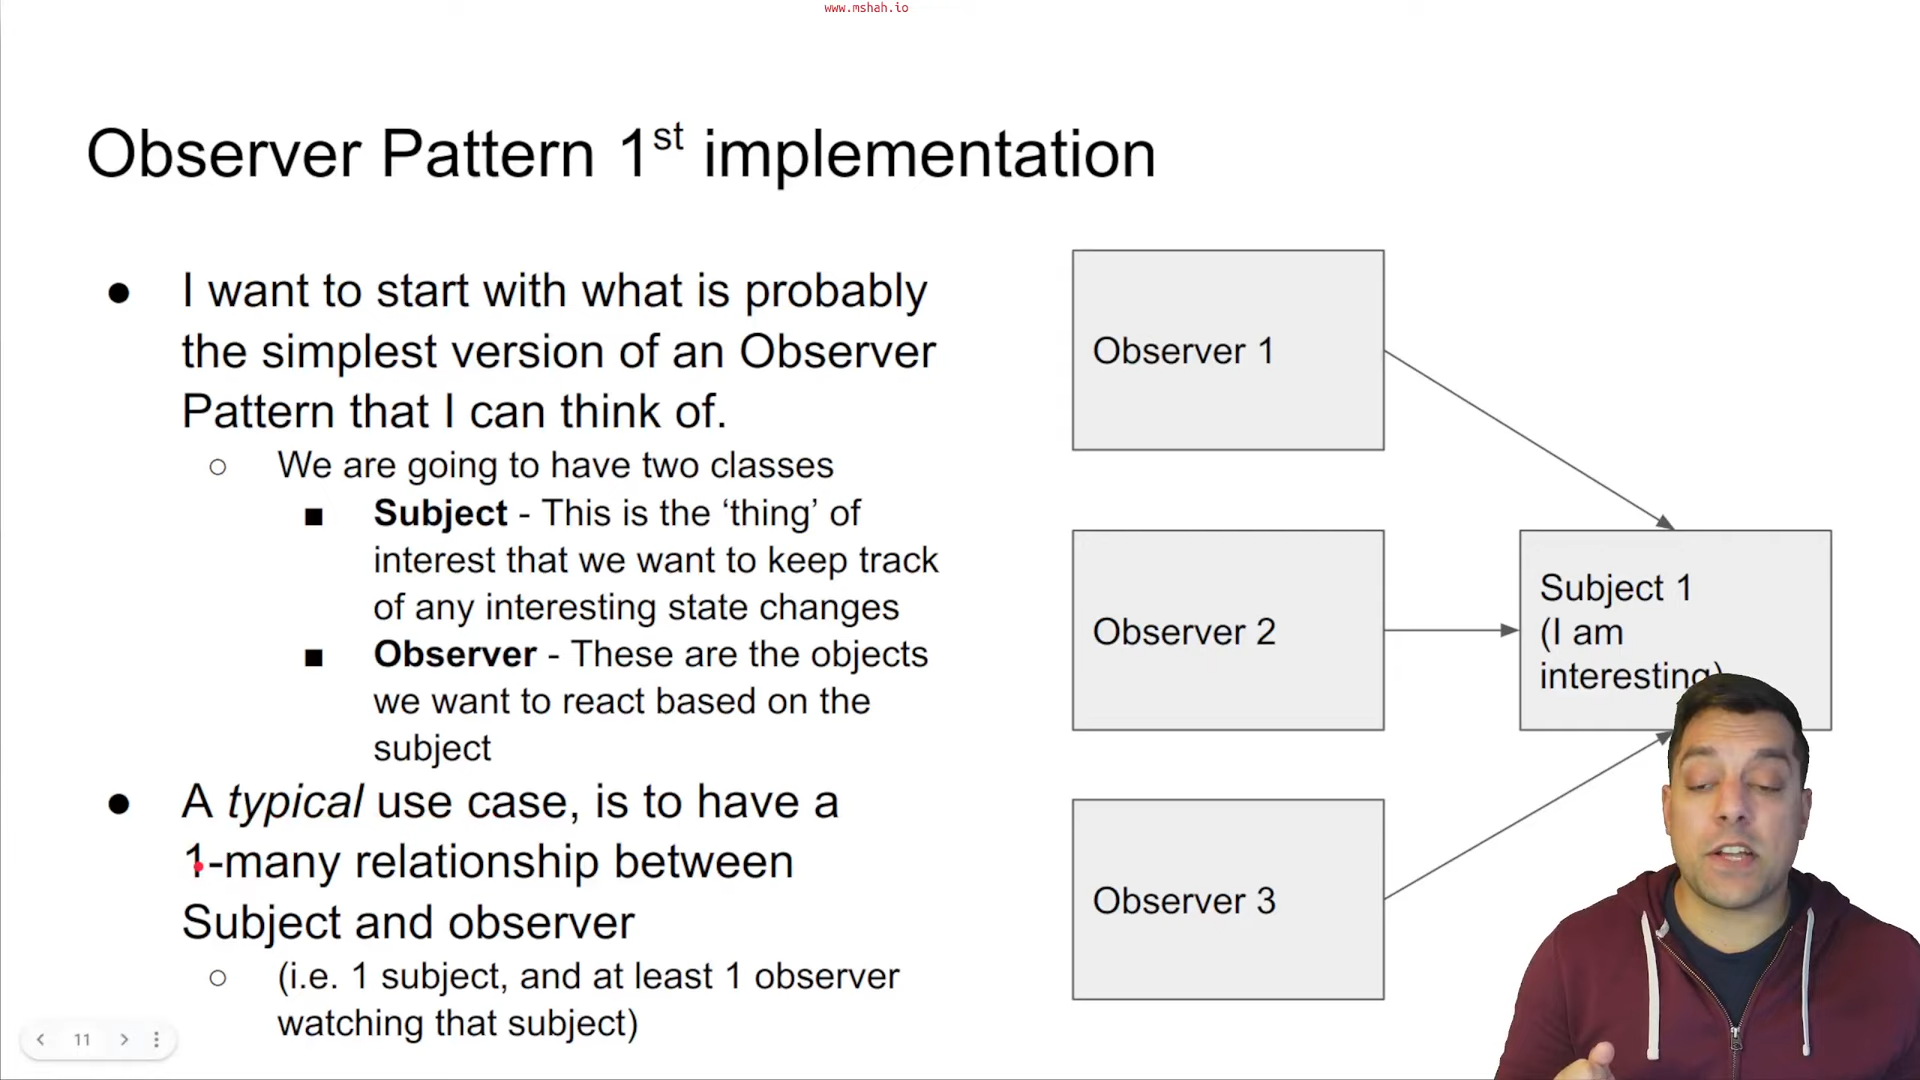 www.mshah.io
Observer Pattern 1st implementation
● I want to start with what is probably
the simplest version of an Observer
Pattern that I can think of.
○ We are going to have two classes
■ Subject - This is the ‘thing’ of
interest that we want to keep track
of any interesting state changes
■ Observer - These are the objects
we want to react based on the
subject
● A typical use case, is to have a
1-many relationship between
Subject and observer
○ (i.e. 1 subject, and at least 1 observer
watching that subject)
Observer 1
Observer 2
Observer 3
Subject 1
(I am
interesting)
11